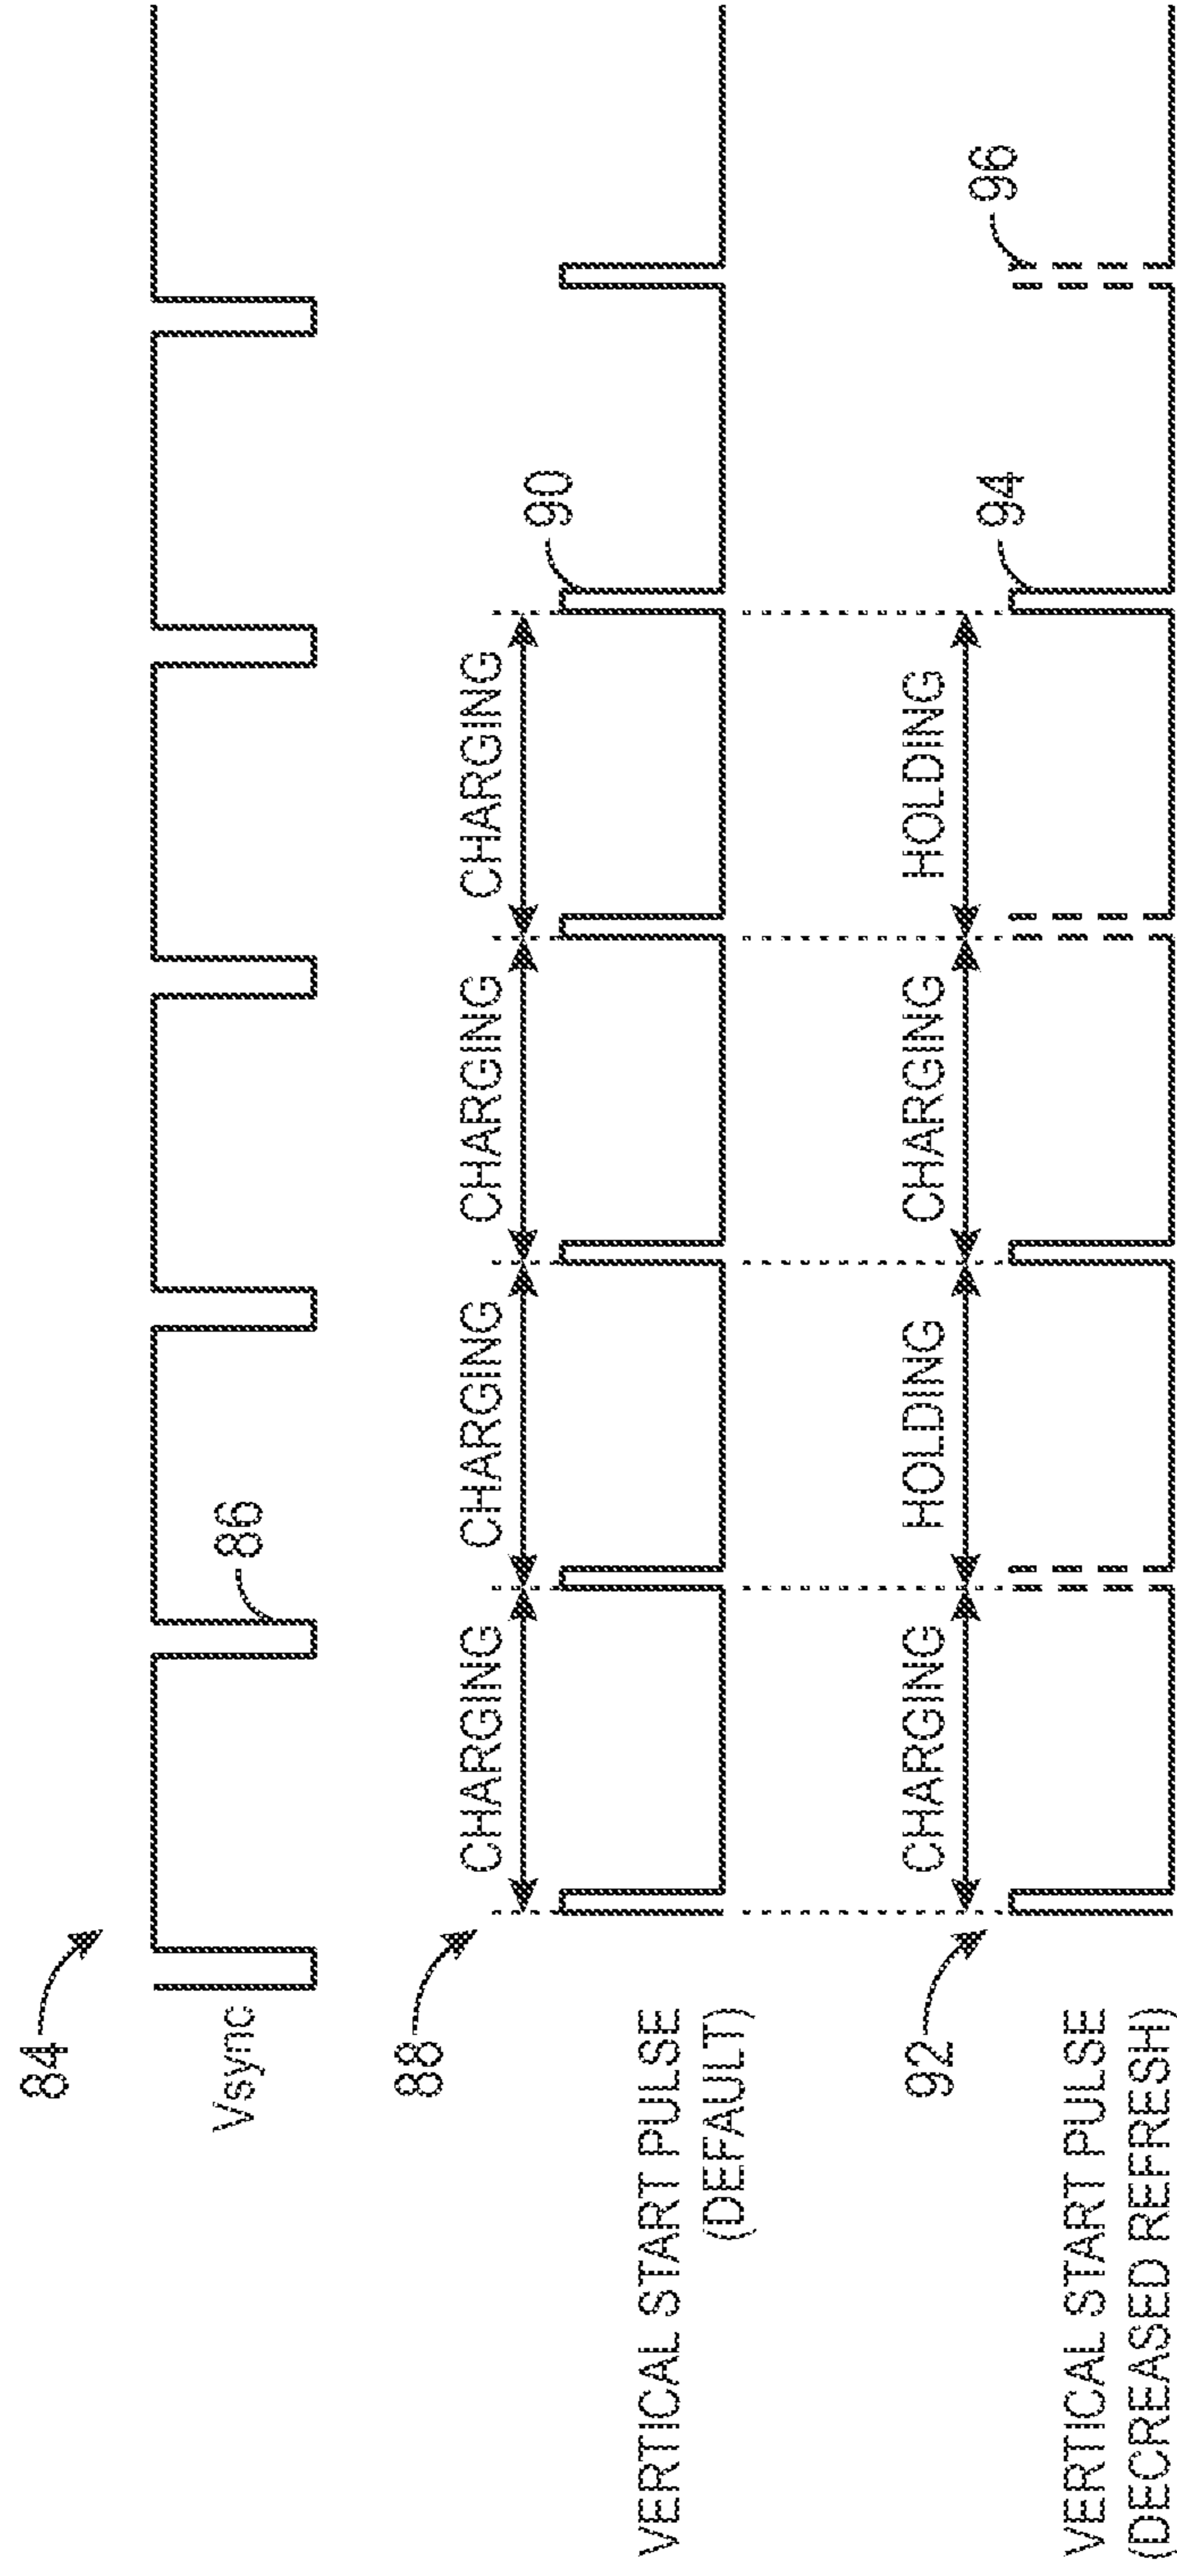 84
Vsync
86
88
CHARGING
CHARGING
CHARGING
CHARGING
90
VERTICAL START PULSE
(DEFAULT)
92
CHARGING
HOLDING
CHARGING
HOLDING
94
96
VERTICAL START PULSE
(DECREASED REFRESH)